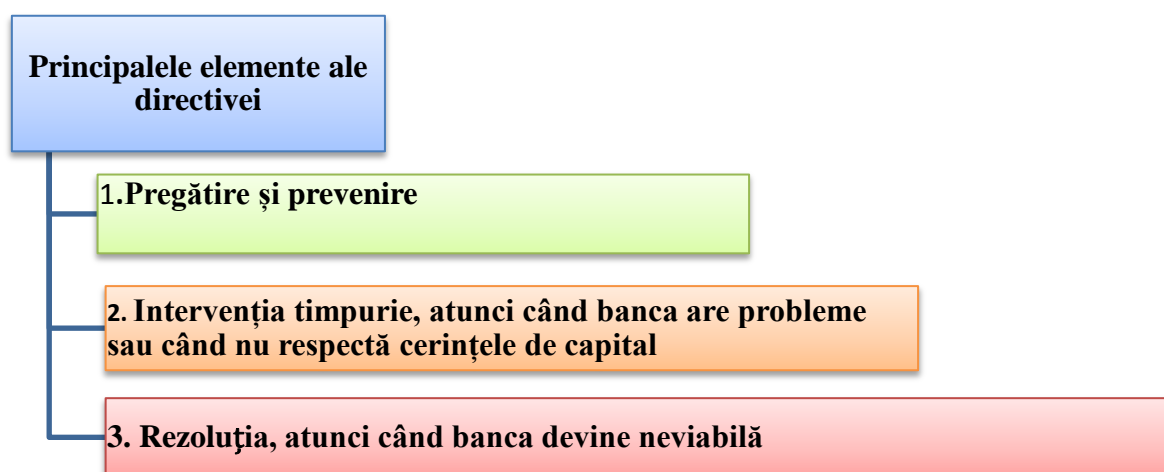 Principalele elemente ale
directivei
1.Pregătire și prevenire
2. Intervenția timpurie, atunci când banca are probleme
sau când nu respectă cerințele de capital
3. Rezoluţia, atunci când banca devine neviabilă